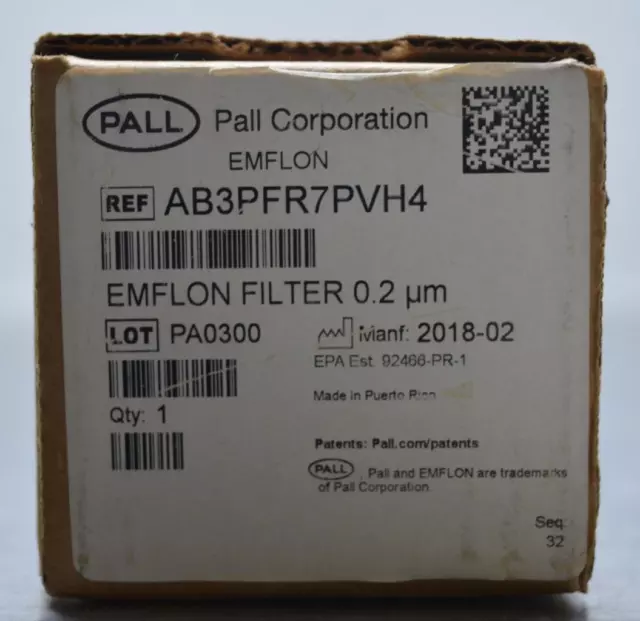 PALL Pall Corporation
EMFLON
REF AB3PFR7PVH4
EMFLON FILTER 0.2 µm
LOT PA0300 Manf: 2018-02
EPA Est. 92466-PR-1
Made in Puerto Rico
Qty: 1
Patents: Pall.com/patents
PALL , Pall and EMFLON are trademarks
of Pall Corporation.
Seq.
32